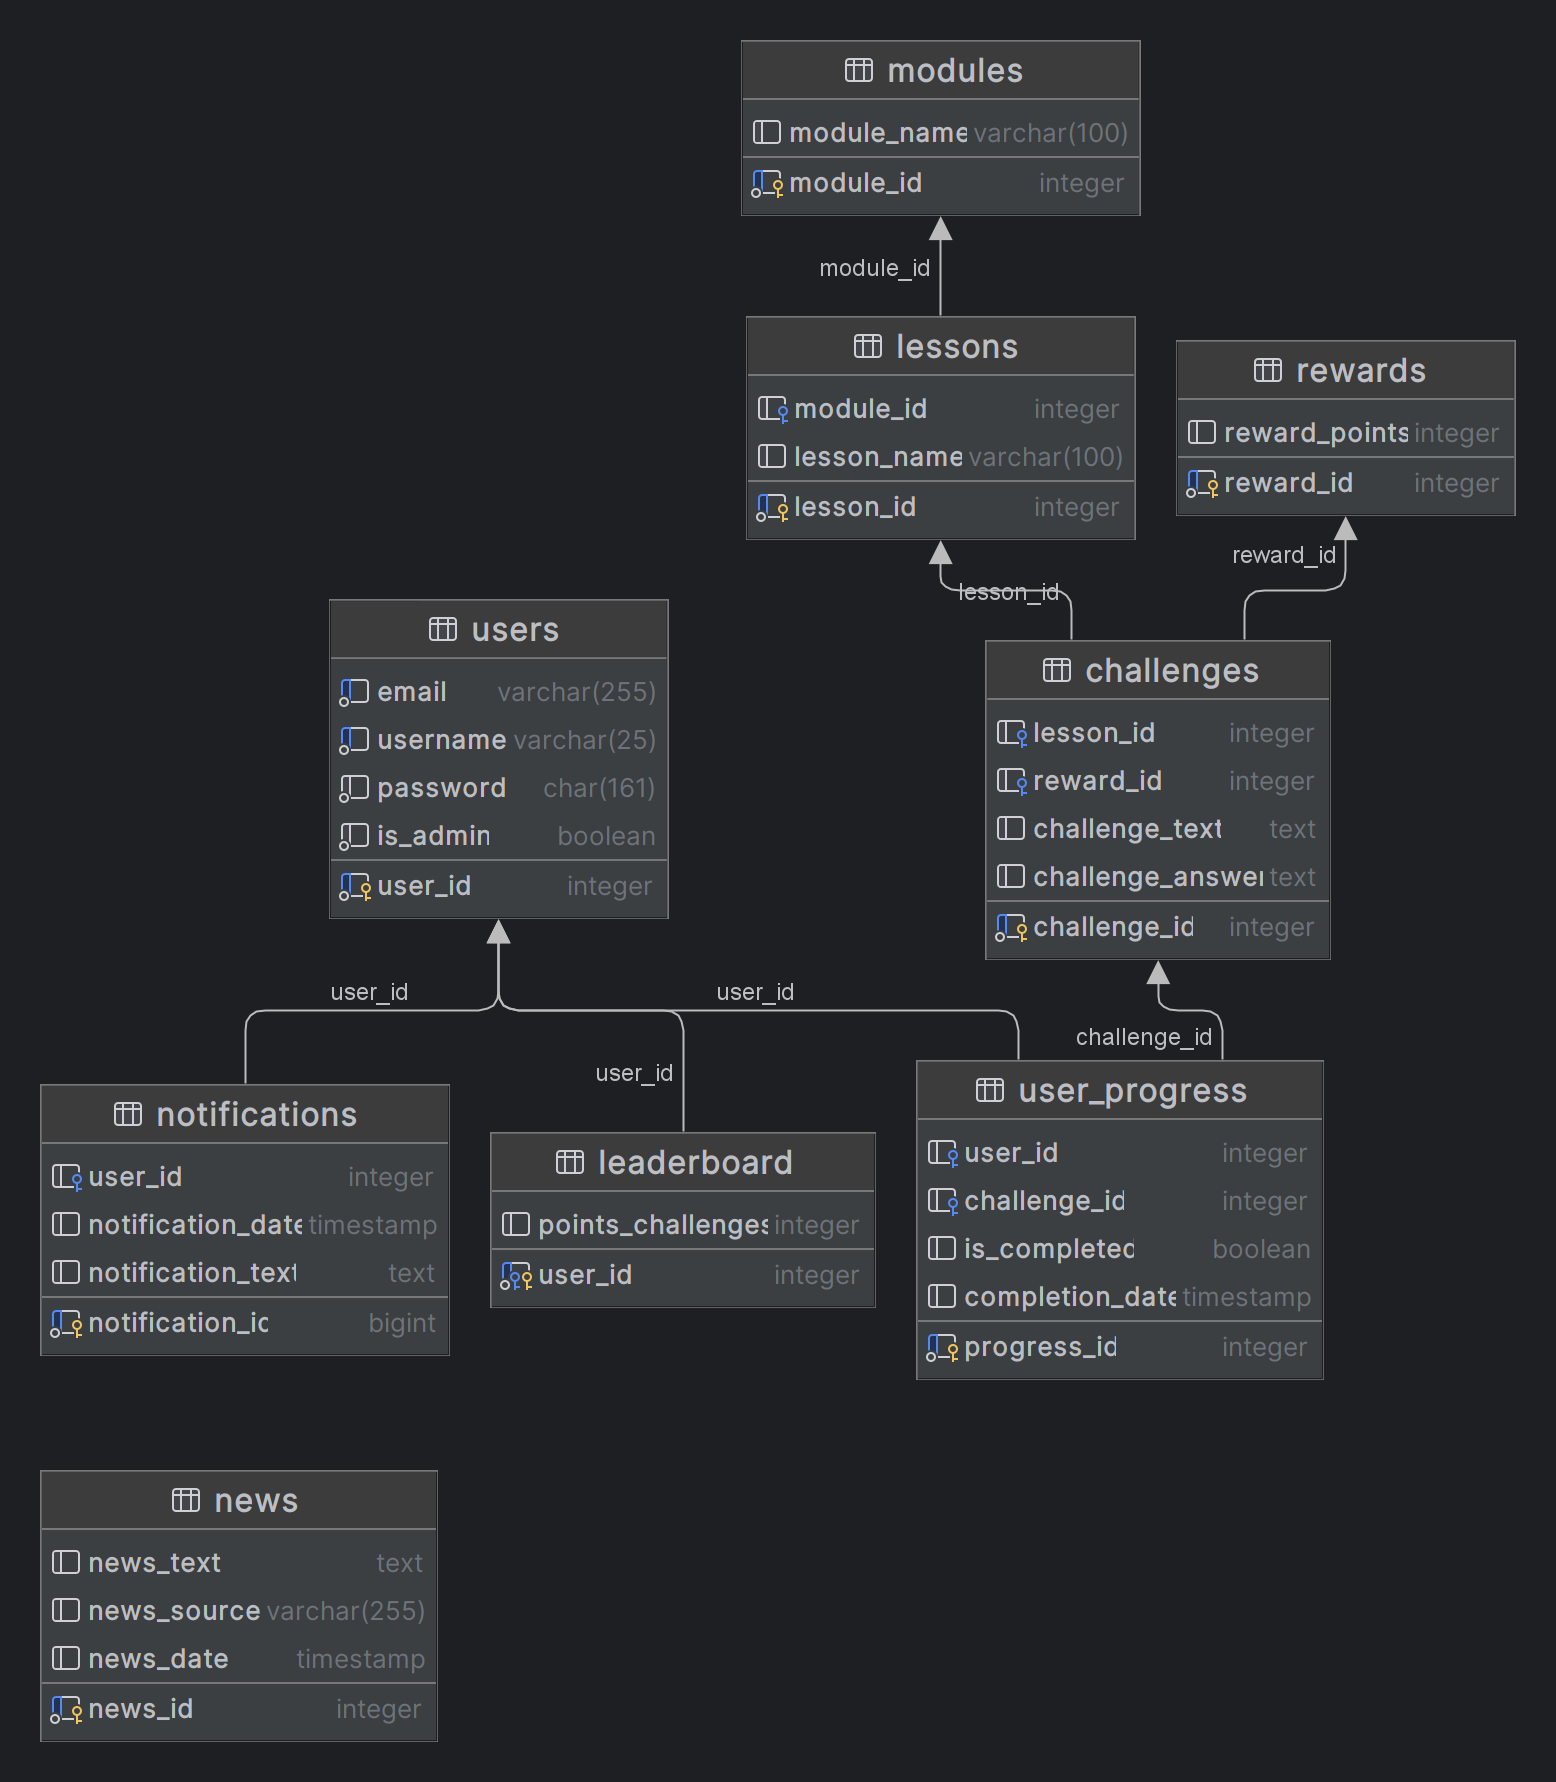 modules
module_name varchar(100)
module_id integer
module_id
lessons
module_id integer
lesson_name varchar(100)
lesson_id integer
rewards
reward_points integer
reward_id integer
lesson_id
reward_id
users
email varchar(255)
username varchar(25)
password char(161)
is_admin boolean
user_id integer
challenges
lesson_id integer
reward_id integer
challenge_text text
challenge_answer text
challenge_id integer
user_id
user_id
user_id
challenge_id
notifications
user_id integer
notification_date timestamp
notification_text text
notification_id bigint
leaderboard
points_challenges integer
user_id integer
user_progress
user_id integer
challenge_id integer
is_completed boolean
completion_date timestamp
progress_id integer
news
news_text text
news_source varchar(255)
news_date timestamp
news_id integer